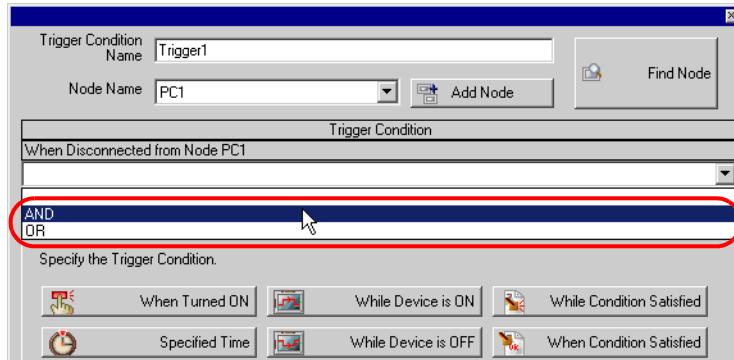 Trigger Condition
Name
Trigger1
Find Node
Node Name
PC1
Add Node
Trigger Condition
When Disconnected from Node PC1
AND
OR
Specify the Trigger Condition.
When Turned ON
While Device is ON
While Condition Satisfied
Specified Time
While Device is OFF
When Condition Satisfied